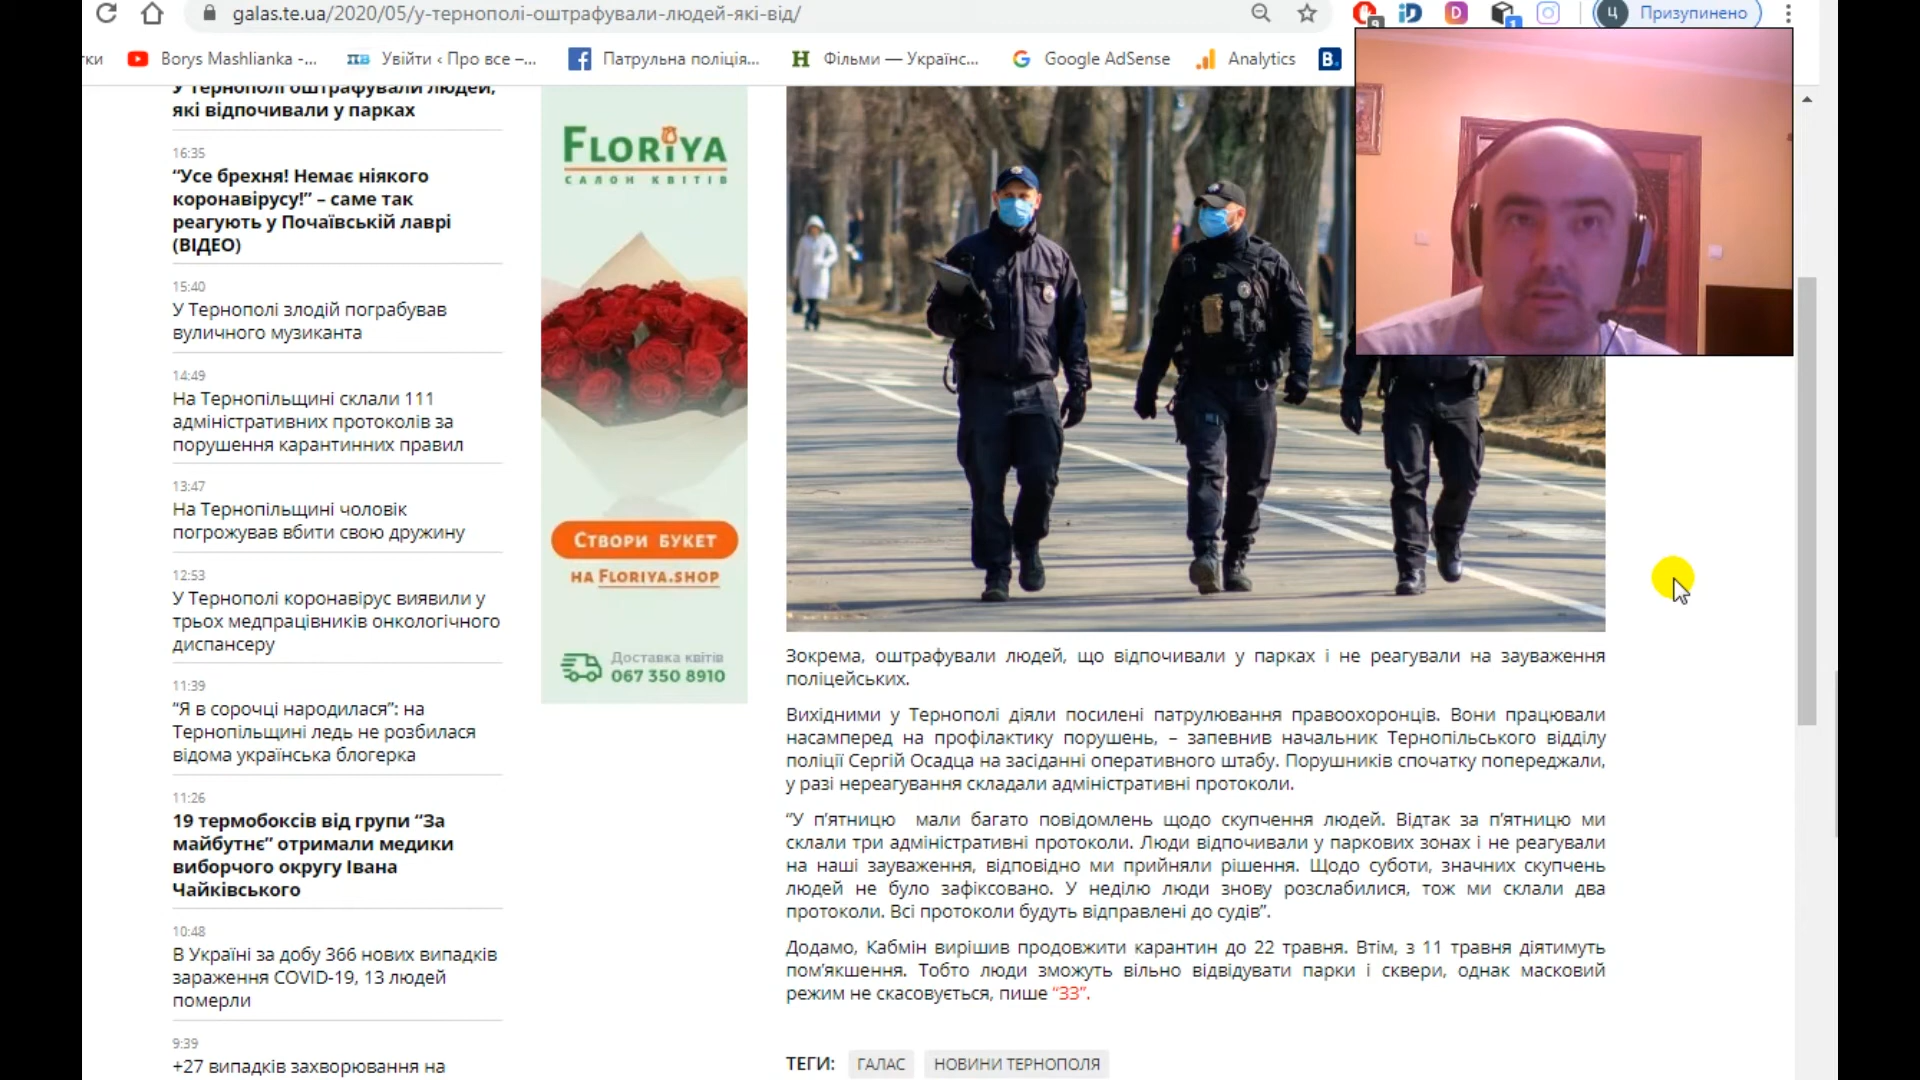 galas.te.ua/2020/05/у-тернополі-оштрафували-людей-які-від/
9
1
Ц
Призупинено
тки
Borys Mashlianka -...
ПВ
Увійти ‹ Про все –...
Патрульна поліція...
H
Фільми — Українс...
Google AdSense
Analytics
B.
У Тернополі оштрафували людей,
які відпочивали у парках
16:35
“Усе брехня! Немає ніякого
коронавірусу!” – саме так
реагують у Почаївській лаврі
(ВІДЕО)
15:40
У Тернополі злодій пограбував
вуличного музиканта
14:49
На Тернопільщині склали 111
адміністративних протоколів за
порушення карантинних правил
13:47
На Тернопільщині чоловік
погрожував вбити свою дружину
12:53
У Тернополі коронавірус виявили у
трьох медпрацівників онкологічного
диспансеру
11:39
“Я в сорочці народилася”: на
Тернопільщині ледь не розбилася
відома українська блогерка
11:26
19 термобоксів від групи “За
майбутнє” отримали медики
виборчого округу Івана
Чайківського
10:48
В Україні за добу 366 нових випадків
зараження COVID-19, 13 людей
померли
9:39
+27 випадків захворювання на
FLORIYA
САЛОН КВІТІВ
СТВОРИ БУКЕТ
НА FLORIYA.SHOP
Доставка квітів
067 350 8910
Зокрема, оштрафували людей, що відпочивали у парках і не реагували на зауваження
поліцейських.
Вихідними у Тернополі діяли посилені патрулювання правоохоронців. Вони працювали
насамперед на профілактику порушень, – запевнив начальник Тернопільського відділу
поліції Сергій Осадца на засіданні оперативного штабу. Порушників спочатку попереджали,
у разі нереагування складали адміністративні протоколи.
“У п’ятницю мали багато повідомлень щодо скупчення людей. Відтак за п’ятницю ми
склали три адміністративні протоколи. Люди відпочивали у паркових зонах і не реагували
на наші зауваження, відповідно ми прийняли рішення. Щодо суботи, значних скупчень
людей не було зафіксовано. У неділю люди знову розслабилися, тож ми склали два
протоколи. Всі протоколи будуть відправлені до судів”.
Додамо, Кабмін вирішив продовжити карантин до 22 травня. Втім, з 11 травня діятимуть
пом’якшення. Тобто люди зможуть вільно відвідувати парки і сквери, однак масковий
режим не скасовується, пише “33”.
ТЕГИ: ГАЛАС НОВИНИ ТЕРНОПОЛЯ